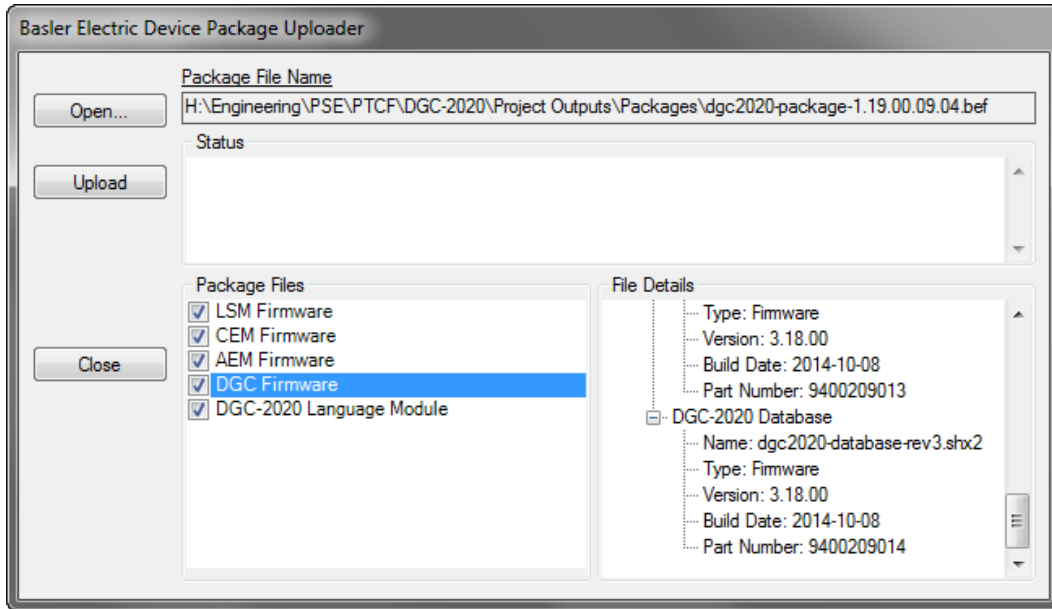 Basler Electric Device Package Uploader
Package File Name
Open...
H:\Engineering\PSE\PTCF\DGC-2020\Project Outputs\Packages\dgc2020-package-1.19.00.09.04.bef
Status
Upload
Package Files
LSM Firmware
CEM Firmware
AEM Firmware
DGC Firmware
DGC-2020 Language Module
Close
File Details
Type: Firmware
Version: 3.18.00
Build Date: 2014-10-08
Part Number: 9400209013
DGC-2020 Database
Name: dgc2020-database-rev3.shx2
Type: Firmware
Version: 3.18.00
Build Date: 2014-10-08
Part Number: 9400209014